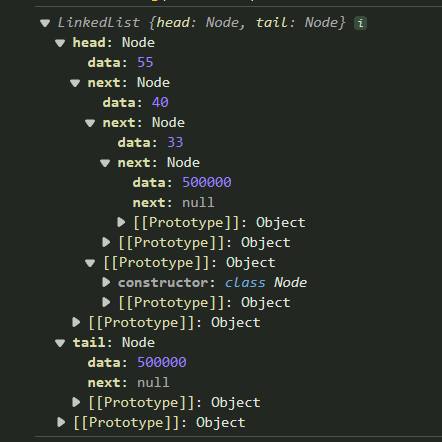 LinkedList {head: Node, tail: Node} i
head: Node
data: 55
next: Node
data: 40
next: Node
data: 33
next: Node
data: 500000
next: null
[[Prototype]]: Object
[[Prototype]]: Object
[[Prototype]]: Object
constructor: class Node
[[Prototype]]: Object
[[Prototype]]: Object
tail: Node
data: 500000
next: null
[[Prototype]]: Object
[[Prototype]]: Object